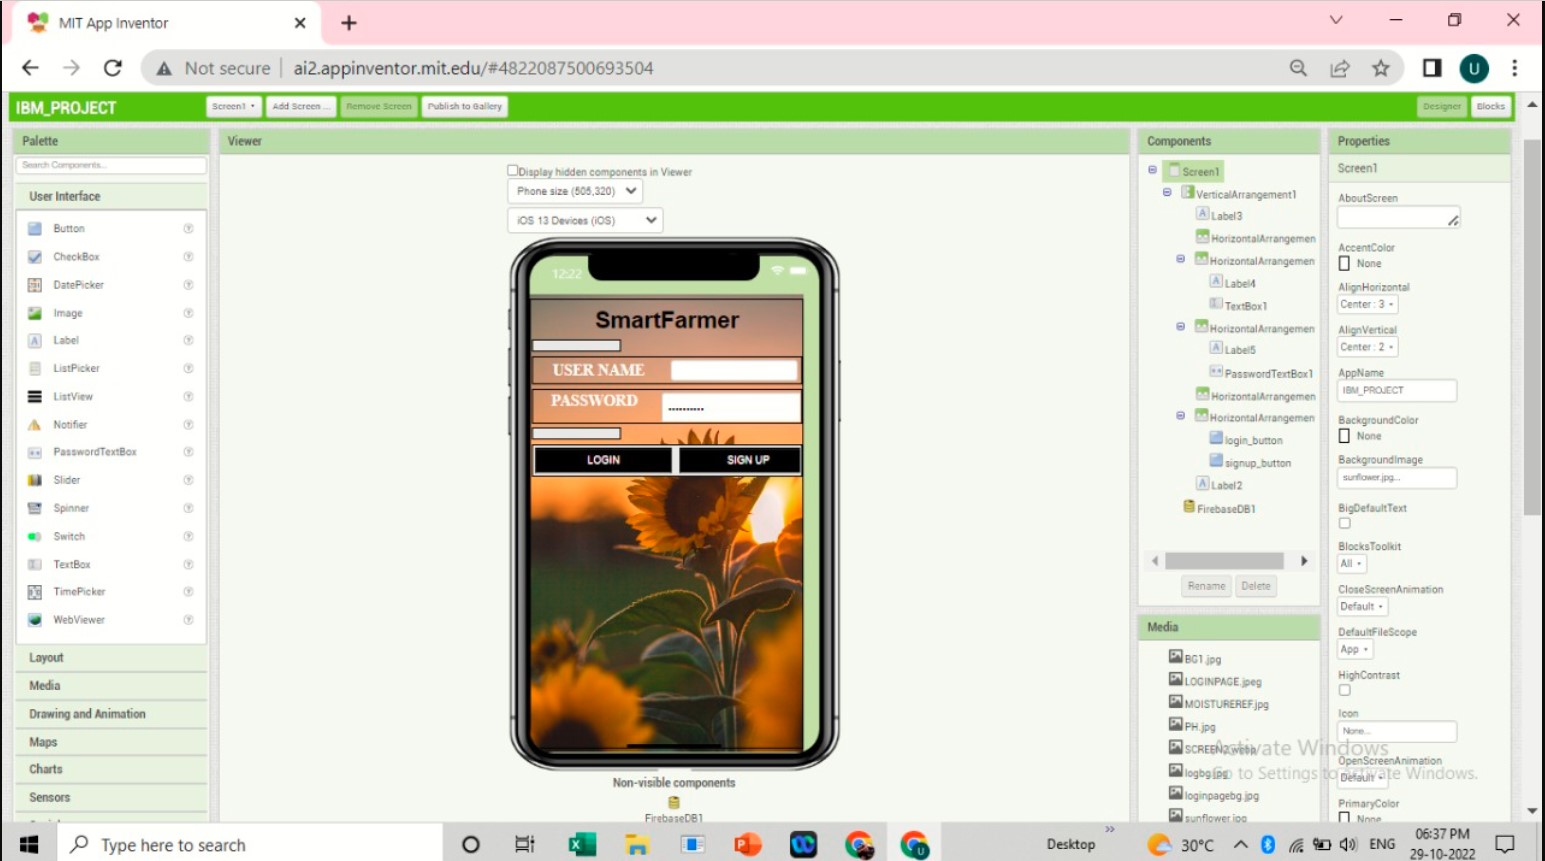 MIT App Inventor
Not secure
ai2.appinventor.mit.edu/#4822087500693504
U
IBM_PROJECT
Screen1
Add Screen ...
Remove Screen
Publish to Gallery
Designer
Blocks
Palette
Search Components...
User Interface
Button
CheckBox
DatePicker
Image
Label
ListPicker
ListView
Notifier
PasswordTextBox
Slider
Spinner
Switch
TextBox
TimePicker
WebViewer
Layout
Media
Drawing and Animation
Maps
Charts
Sensors
Viewer
Display hidden components in Viewer
Phone size (505,320)
iOS 13 Devices (iOS)
12:22
SmartFarmer
USER NAME
PASSWORD
LOGIN
SIGN UP
Non-visible components
FirebaseDB1
Components
Screen1
VerticalArrangement1
Label3
HorizontalArrangemen
HorizontalArrangemen
Label4
TextBox1
HorizontalArrangemen
Label5
PasswordTextBox1
HorizontalArrangemen
HorizontalArrangemen
login_button
signup_button
Label2
FirebaseDB1
Rename
Delete
Media
BG1.jpg
LOGINPAGE.jpeg
MOISTUREREF.jpg
PH.jpg
SCREEN2.webp
logbg.jpg
loginpagebg.jpg
sunflower.jpg
Properties
Screen1
AboutScreen
AccentColor
None
AlignHorizontal
Center : 3
AlignVertical
Center : 2
AppName
IBM_PROJECT
BackgroundColor
None
BackgroundImage
sunflower.jpg...
BigDefaultText
BlocksToolkit
All
CloseScreenAnimation
Default
DefaultFileScope
App
HighContrast
Icon
None...
OpenScreenAnimation
Default
PrimaryColor
None
Activate Windows
Go to Settings to Activate Windows.
Type here to search
Desktop
30°C
ENG
06:37 PM
29-10-2022